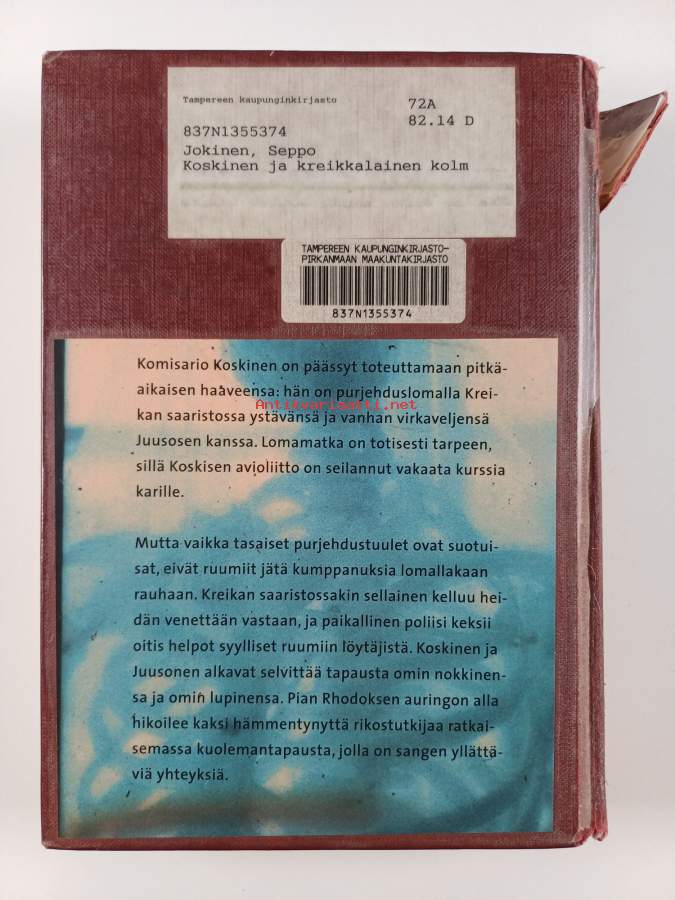 Tampereen kaupunginkirjasto
72A
82.14 D
837N1355374
Jokinen, Seppo
Koskinen ja kreikkalainen kolm
TAMPEREEN KAUPUNGINKIRJASTO-
PIRKANMAAN MAAKUNTAKIRJASTO
837N1355374
Komisario Koskinen on päässyt toteuttamaan pitkä-
aikaisen haaveensa: hän on purjehduslomalla Krei-
Antikvariaatti.net
kan saaristossa ystävänsä ja vanhan virkaveljensä
Juusosen kanssa. Lomamatka on totisesti tarpeen,
sillä Koskisen avioliitto on seilannut vakaata kurssia
karille.
Mutta vaikka tasaiset purjehdustuulet ovat suotui-
sat, eivät ruumiit jätä kumppanuksia lomallakaan
rauhaan. Kreikan saaristossakin sellainen kelluu hei-
dän venettään vastaan, ja paikallinen poliisi keksii
oitis helpot syylliset ruumiin löytäjistä. Koskinen ja
Juusonen alkavat selvittää tapausta omin nokkinen-
sa ja omin lupinensa. Pian Rhodoksen auringon alla
hikoilee kaksi hämmentynyttä rikostutkijaa ratkai-
semassa kuolemantapausta, jolla on sangen yllättä-
viä yhteyksiä.